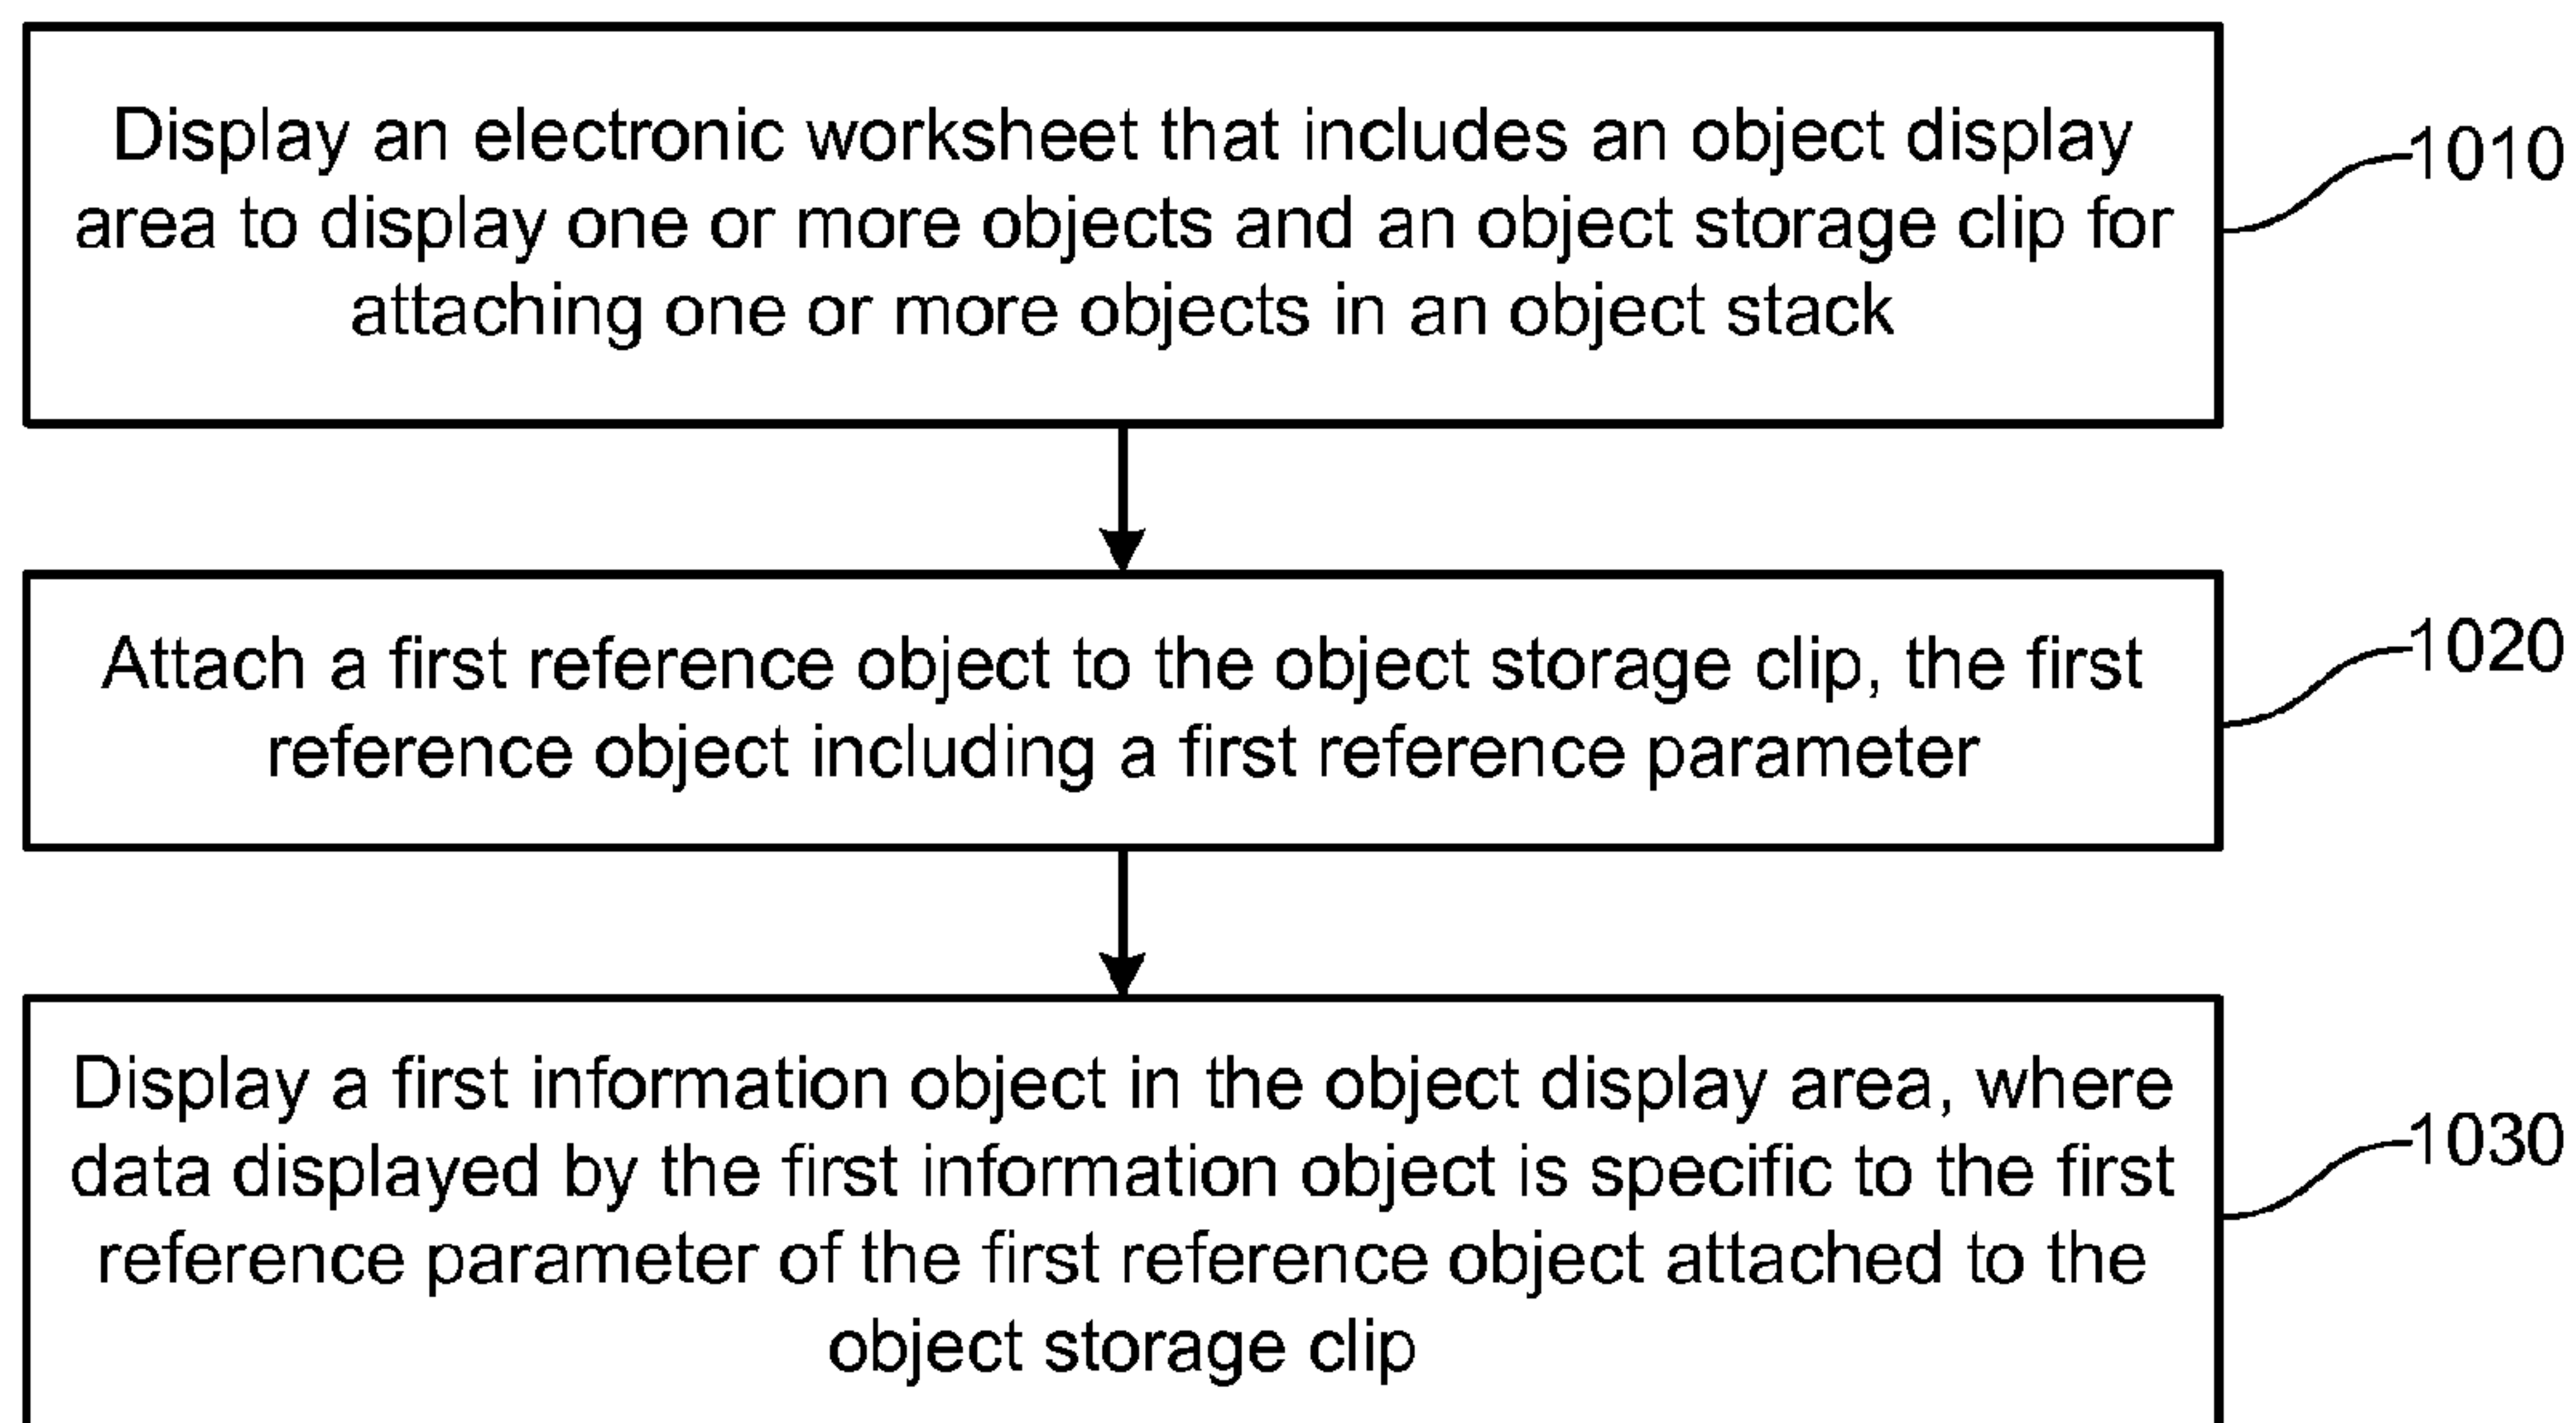 Display an electronic worksheet that includes an object display
area to display one or more objects and an object storage clip for
attaching one or more objects in an object stack
1010
Attach a first reference object to the object storage clip, the first
reference object including a first reference parameter
1020
Display a first information object in the object display area, where
data displayed by the first information object is specific to the first
reference parameter of the first reference object attached to the
object storage clip
1030